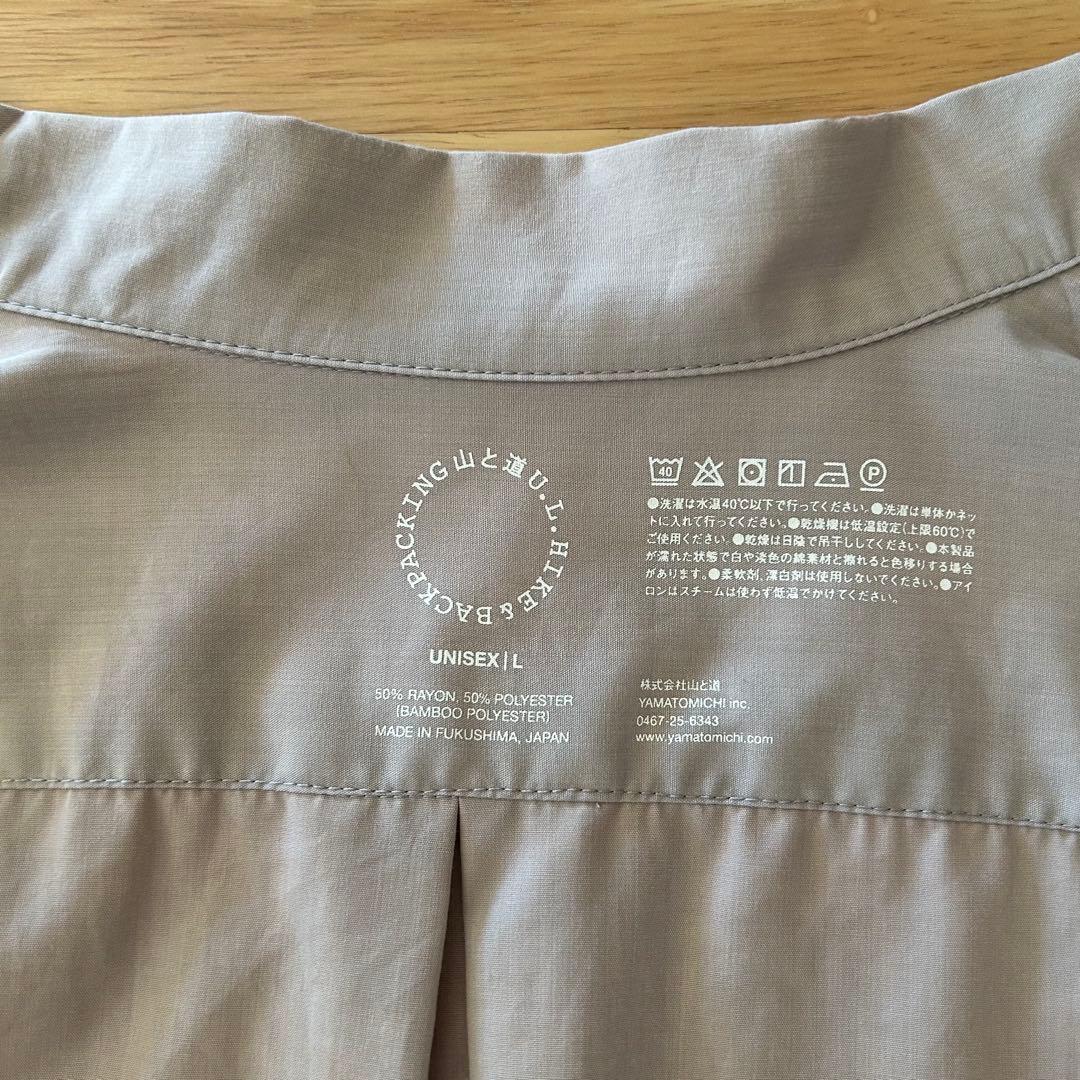 山と道 U.L. HIKE & BACKPACKING
UNISEX | L
50% RAYON, 50% POLYESTER
(BAMBOO POLYESTER)
MADE IN FUKUSHIMA, JAPAN
40
P
●洗濯は水温40℃以下で行ってください。●洗濯は単体かネッ
トに入れて行ってください。●乾燥機は低温設定(上限60℃)で
ご使用ください。●乾燥は日陰で吊干ししてください。●本製品
が濡れた状態で白や淡色の綿素材と擦れると色移りする場合
があります。●柔軟剤、漂白剤は使用しないでください。●アイ
ロンはスチームは使わず低温でかけてください。
株式会社山と道
YAMATOMICHI inc.
0467-25-6343
www.yamatomichi.com